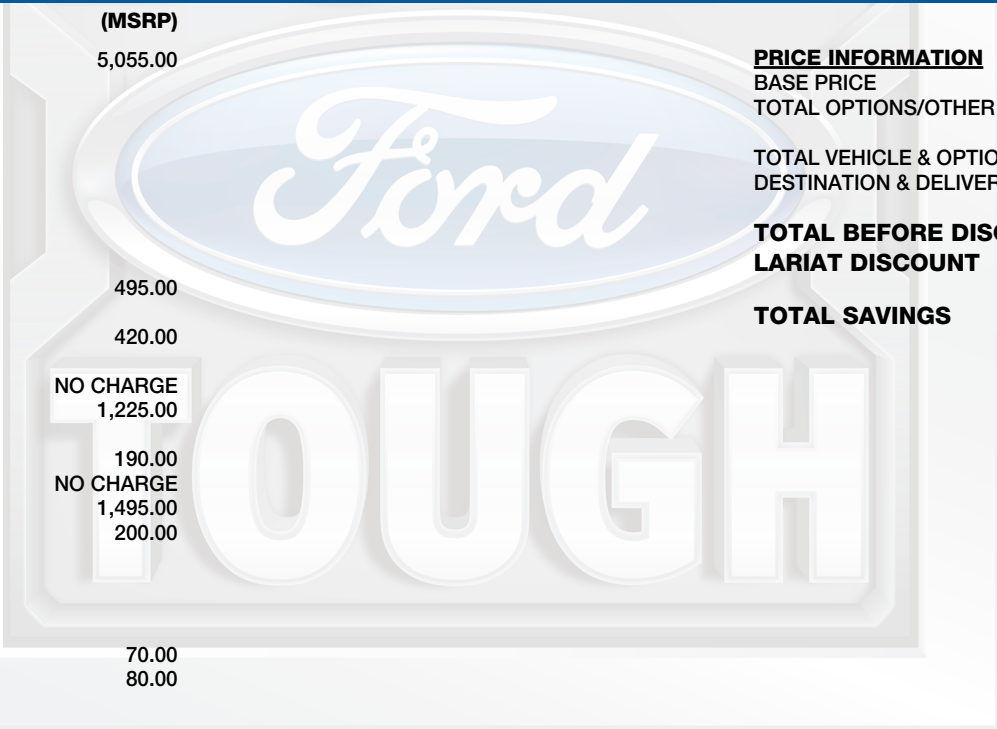 (MSRP)
5,055.00
495.00
420.00
NO CHARGE
1,225.00
190.00
NO CHARGE
1,495.00
200.00
70.00
80.00
PRICE INFORMATION
BASE PRICE
TOTAL OPTIONS/OTHER
TOTAL VEHICLE & OPTIO
DESTINATION & DELIVER
TOTAL BEFORE DISC
LARIAT DISCOUNT
TOTAL SAVINGS
Ford
TOUGH